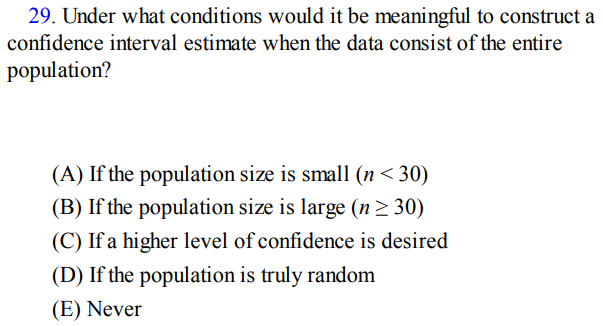 29. Under what conditions would it be meaningful to construct a
confidence interval estimate when the data consist of the entire
population?
(A) If the population size is small (n < 30)
(B) If the population size is large (n ≥ 30)
(C) If a higher level of confidence is desired
(D) If the population is truly random
(E) Never